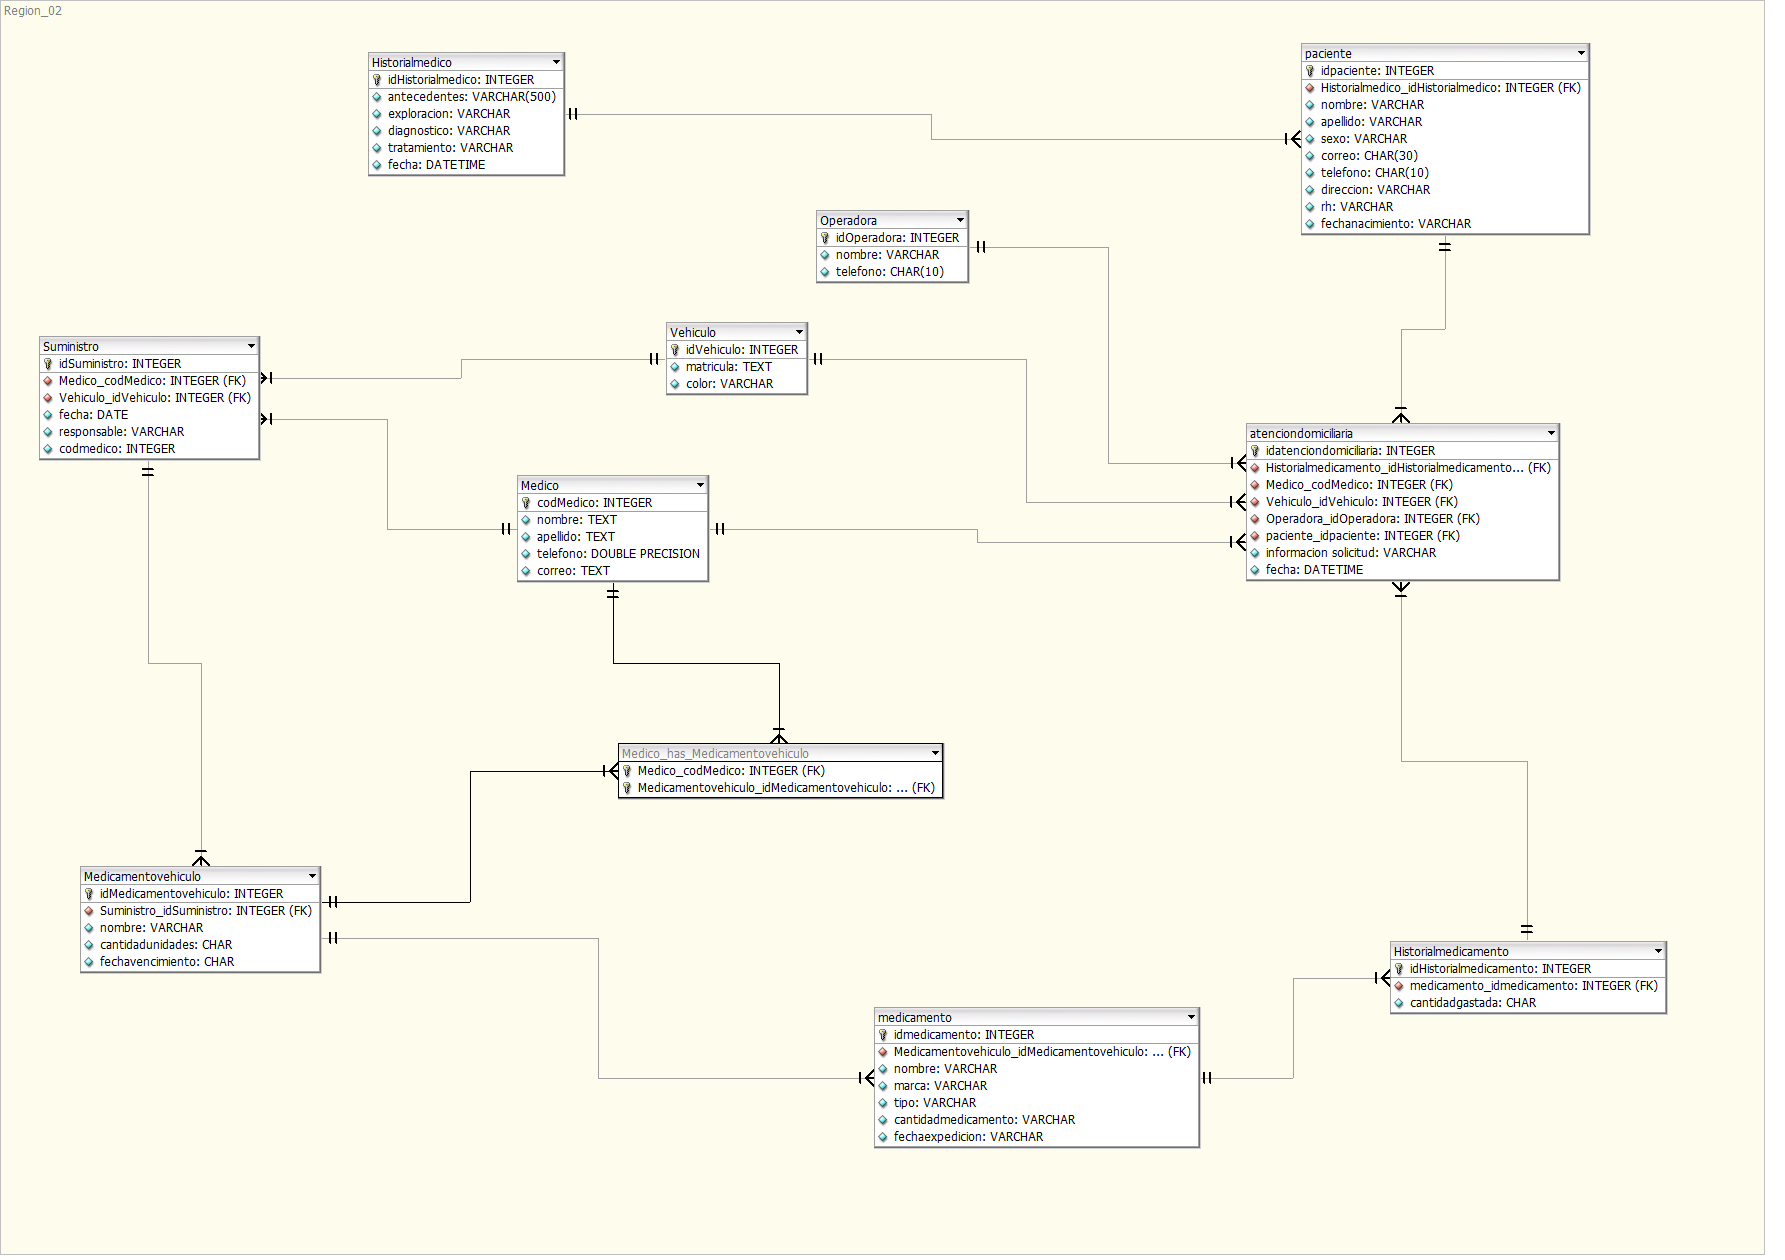 Region_02
Historialmedico
idHistorialmedico: INTEGER
antecedentes: VARCHAR(500)
exploracion: VARCHAR
diagnostico: VARCHAR
tratamiento: VARCHAR
fecha: DATETIME
paciente
idpaciente: INTEGER
Historialmedico_idHistorialmedico: INTEGER (FK)
nombre: VARCHAR
apellido: VARCHAR
sexo: VARCHAR
correo: CHAR(30)
telefono: CHAR(10)
direccion: VARCHAR
rh: VARCHAR
fechanacimiento: VARCHAR
Operadora
idOperadora: INTEGER
nombre: VARCHAR
telefono: CHAR(10)
Vehiculo
idVehiculo: INTEGER
matricula: TEXT
color: VARCHAR
Suministro
idSuministro: INTEGER
Medico_codMedico: INTEGER (FK)
Vehiculo_idVehiculo: INTEGER (FK)
fecha: DATE
responsable: VARCHAR
codmedico: INTEGER
atenciondomiciliaria
idatenciondomiciliaria: INTEGER
Historialmedicamento_idHistorialmedicamento... (FK)
Medico_codMedico: INTEGER (FK)
Vehiculo_idVehiculo: INTEGER (FK)
Operadora_idOperadora: INTEGER (FK)
paciente_idpaciente: INTEGER (FK)
informacion solicitud: VARCHAR
fecha: DATETIME
Medico
codMedico: INTEGER
nombre: TEXT
apellido: TEXT
telefono: DOUBLE PRECISION
correo: TEXT
Medico_has_Medicamentovehiculo
Medico_codMedico: INTEGER (FK)
Medicamentovehiculo_idMedicamentovehiculo: ... (FK)
Medicamentovehiculo
idMedicamentovehiculo: INTEGER
Suministro_idSuministro: INTEGER (FK)
nombre: VARCHAR
cantidadunidades: CHAR
fechavencimiento: CHAR
Historialmedicamento
idHistorialmedicamento: INTEGER
medicamento_idmedicamento: INTEGER (FK)
cantidadgastada: CHAR
medicamento
idmedicamento: INTEGER
Medicamentovehiculo_idMedicamentovehiculo: ... (FK)
nombre: VARCHAR
marca: VARCHAR
tipo: VARCHAR
cantidadmedicamento: VARCHAR
fechaexpedicion: VARCHAR